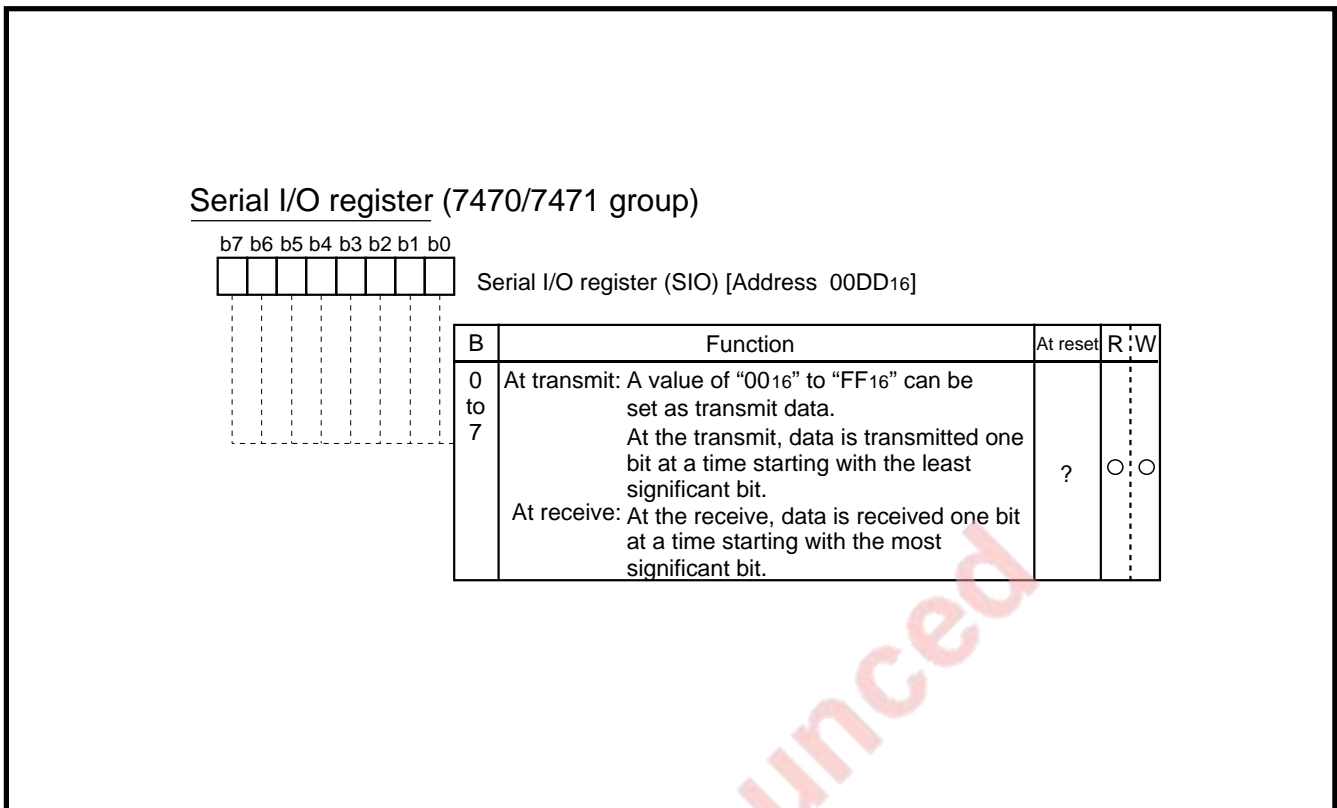 Serial I/O register (7470/7471 group)
b7 b6 b5 b4 b3 b2 b1 b0
Serial I/O register (SIO) [Address 00DD16]
B Function At reset R W
0 At transmit: A value of “0016” to “FF16” can be
to set as transmit data.
7 At the transmit, data is transmitted one
bit at a time starting with the least
significant bit.
? ○ ○
At receive: At the receive, data is received one bit
at a time starting with the most
significant bit.